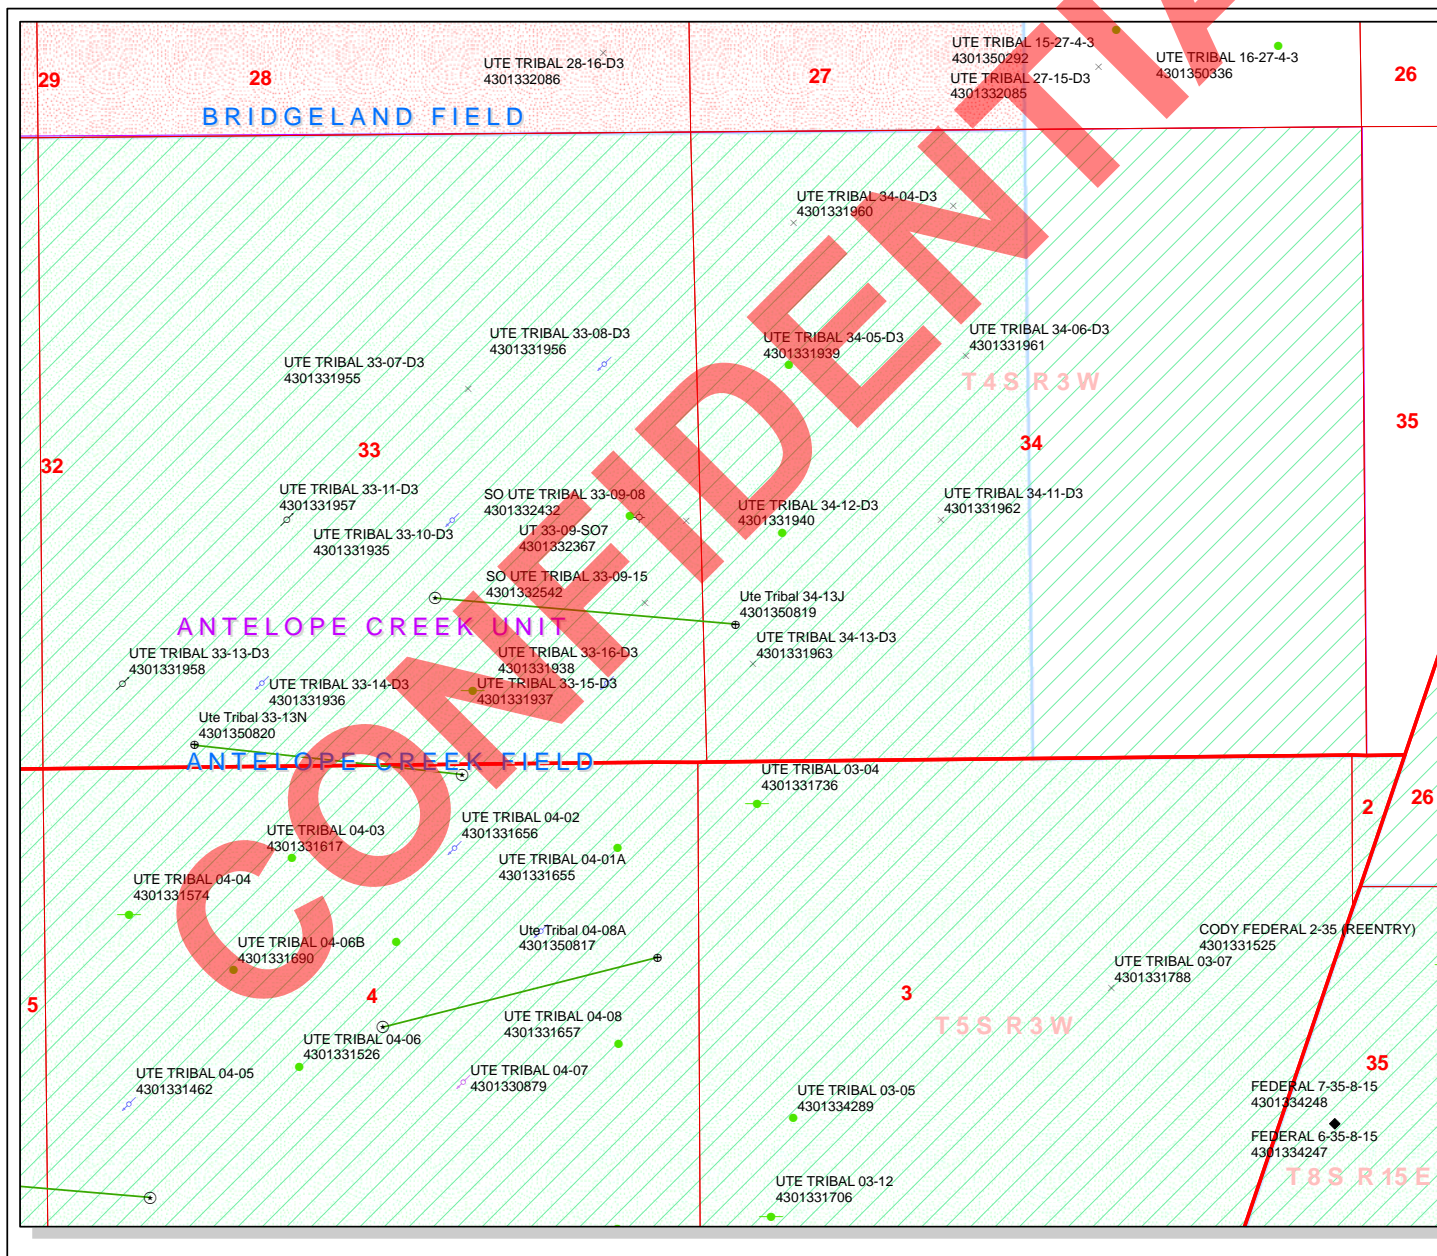 UTE TRIBAL 15-27-4-3
4301350292
UTE TRIBAL 28-16-D3
4301332086
UTE TRIBAL 16-27-4-3
4301350336
29
28
27
26
UTE TRIBAL 27-15-D3
4301332085
BRIDGELAND FIELD
UTE TRIBAL 34-04-D3
4301331960
UTE TRIBAL 33-08-D3
4301331956
UTE TRIBAL 34-05-D3
4301331939
UTE TRIBAL 34-06-D3
4301331961
UTE TRIBAL 33-07-D3
4301331955
T4S R3W
35
33
34
32
UTE TRIBAL 33-11-D3
4301331957
SO UTE TRIBAL 33-09-08
4301332432
UTE TRIBAL 34-12-D3
4301331940
UTE TRIBAL 34-11-D3
4301331962
UTE TRIBAL 33-10-D3
4301331935
UT 33-09-SO7
4301332367
SO UTE TRIBAL 33-09-15
4301332542
Ute Tribal 34-13J
4301350819
ANTELOPE CREEK UNIT
UTE TRIBAL 34-13-D3
4301331963
UTE TRIBAL 33-13-D3
4301331958
UTE TRIBAL 33-16-D3
4301331938
UTE TRIBAL 33-14-D3
4301331936
UTE TRIBAL 33-15-D3
4301331937
Ute Tribal 33-13N
4301350820
ANTELOPE CREEK FIELD
UTE TRIBAL 03-04
4301331736
2
26
UTE TRIBAL 04-03
4301331617
UTE TRIBAL 04-02
4301331656
UTE TRIBAL 04-01A
4301331655
UTE TRIBAL 04-04
4301331574
Ute Tribal 04-08A
4301350817
CODY FEDERAL 2-35 (REENTRY)
4301331525
UTE TRIBAL 04-06B
4301331690
UTE TRIBAL 03-07
4301331788
5
4
3
UTE TRIBAL 04-08
4301331657
T5S R3W
UTE TRIBAL 04-06
4301331526
UTE TRIBAL 04-07
4301330879
UTE TRIBAL 04-05
4301331462
35
UTE TRIBAL 03-05
4301334289
FEDERAL 7-35-8-15
4301334248
FEDERAL 6-35-8-15
4301334247
T8S R15E
UTE TRIBAL 03-12
4301331706
CONFIDENTIA